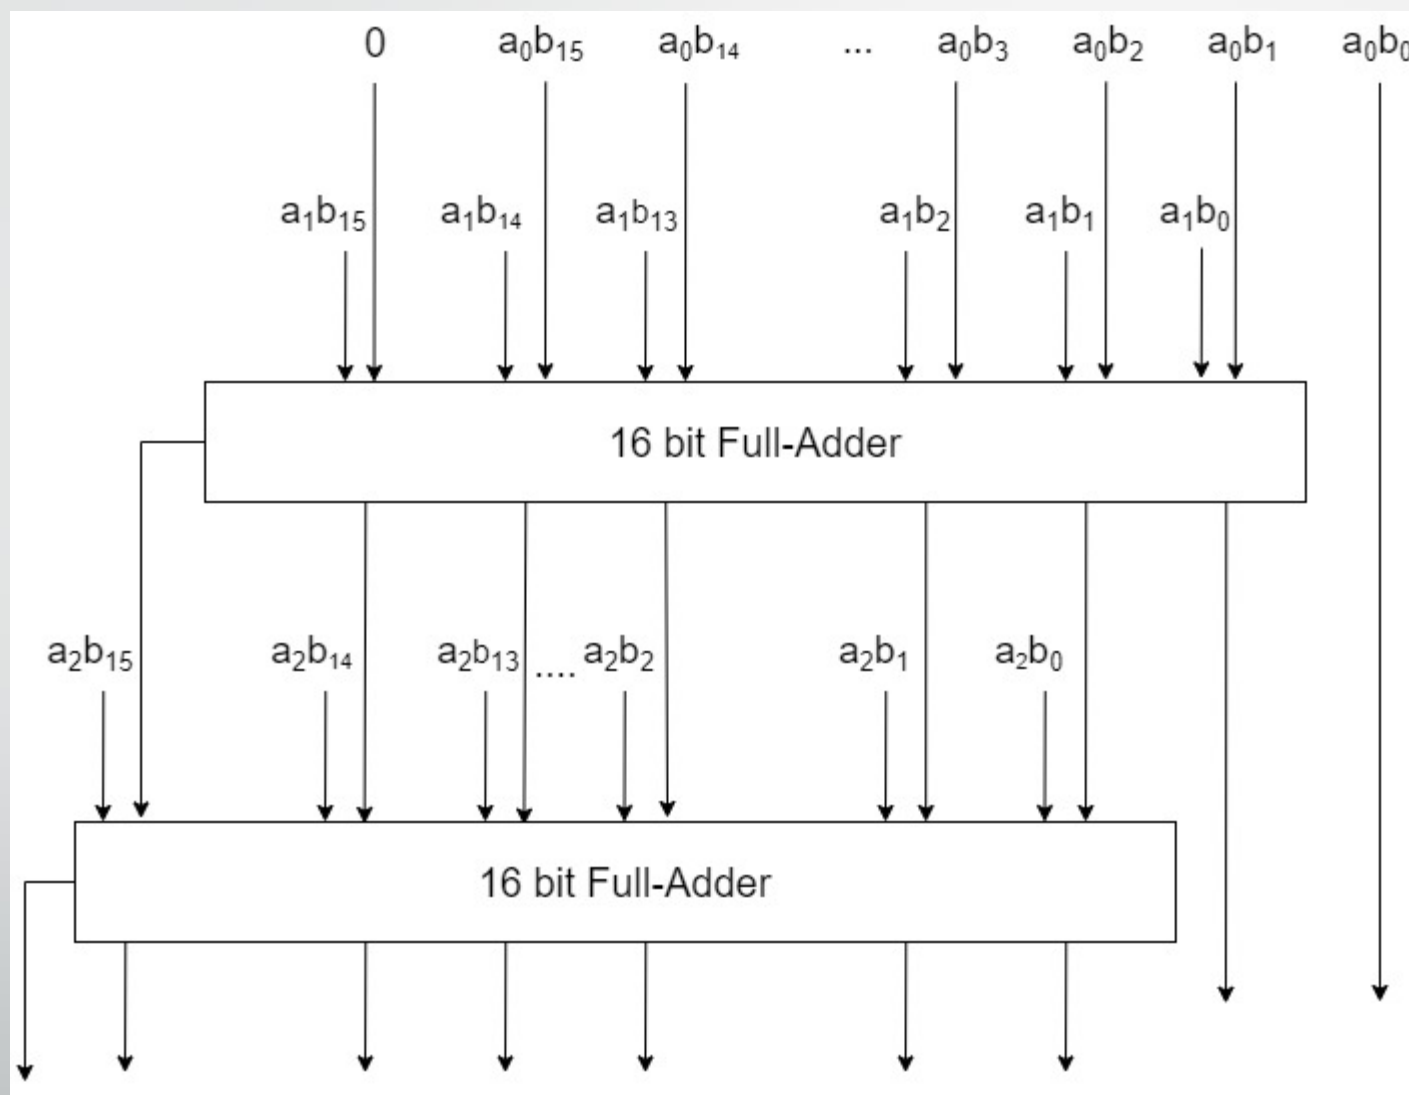 0 a₀b₁₅ a₀b₁₄ ... a₀b₃ a₀b₂ a₀b₁ a₀b₀
a₁b₁₅ a₁b₁₄ a₁b₁₃ a₁b₂ a₁b₁ a₁b₀
16 bit Full-Adder
a₂b₁₅ a₂b₁₄ a₂b₁₃ .... a₂b₂ a₂b₁ a₂b₀
16 bit Full-Adder